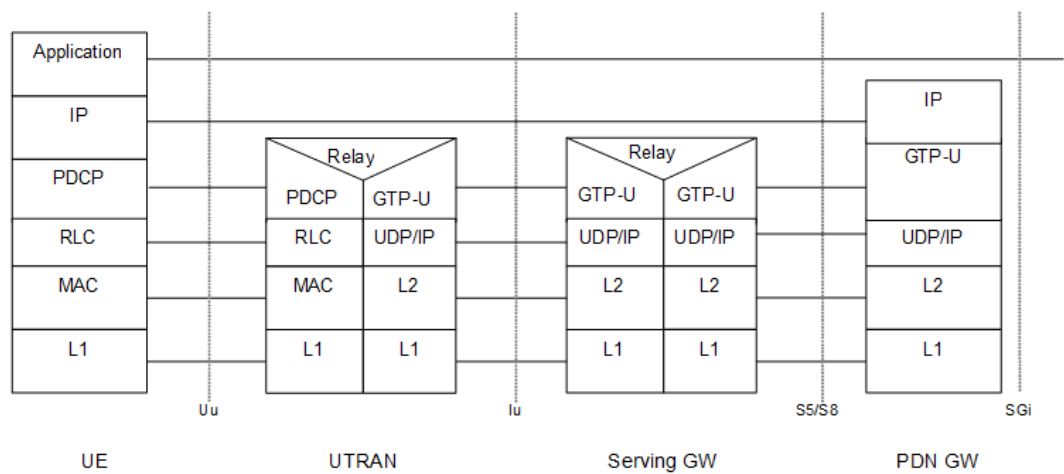 Application
IP
IP
Relay
Relay
GTP-U
PDCP
PDCP GTP-U
GTP-U GTP-U
RLC
RLC UDP/IP
UDP/IP UDP/IP
UDP/IP
MAC
MAC L2
L2 L2
L2
L1
L1 L1
L1 L1
L1
Uu
Iu
S5/S8
SGi
UE
UTRAN
Serving GW
PDN GW